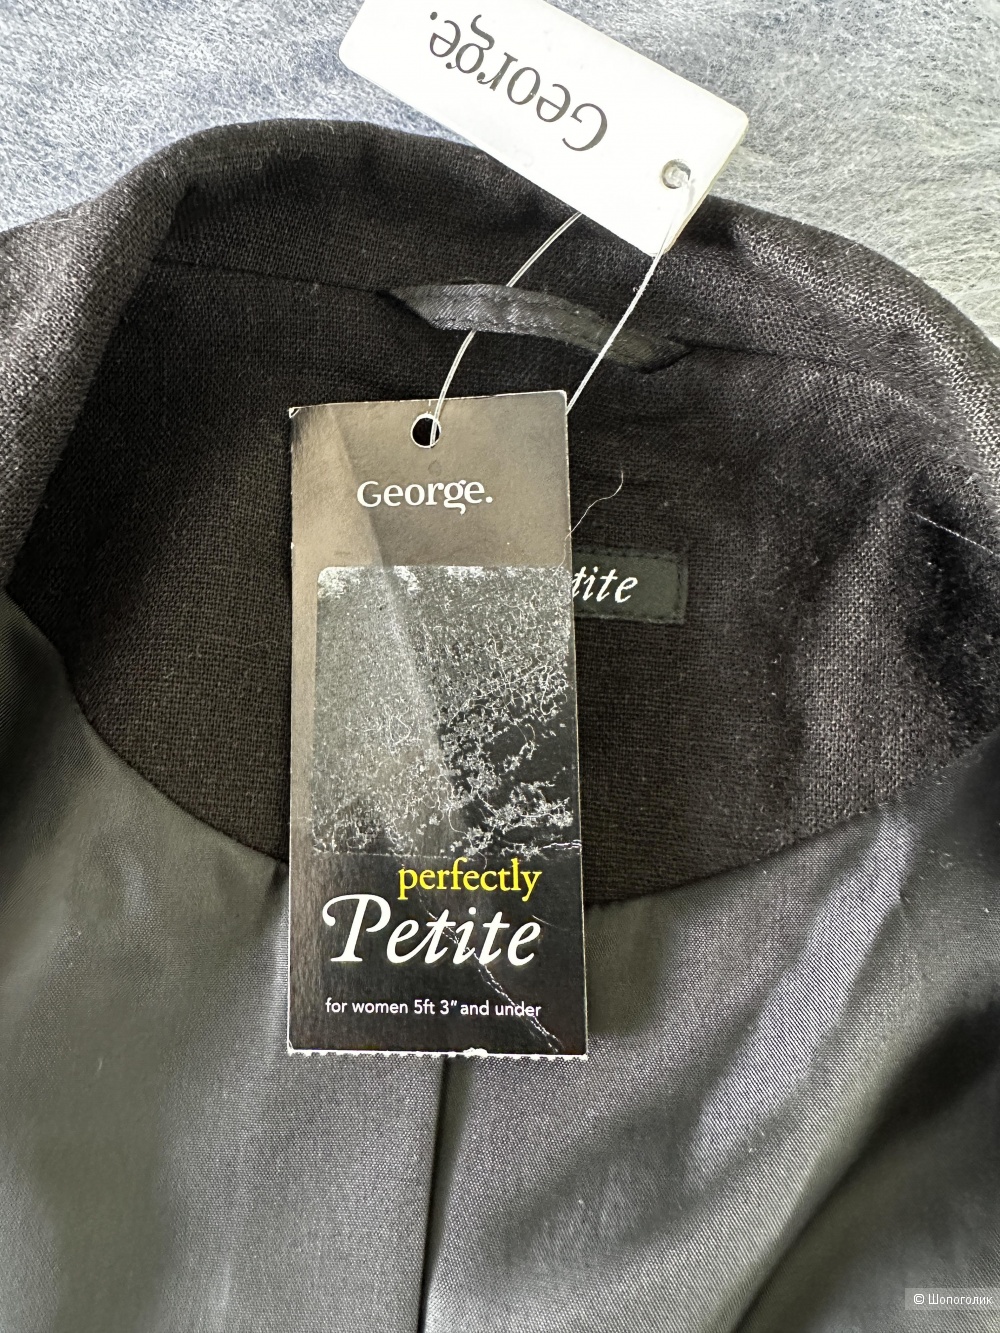 George.
George.
tite
perfectly
Petite
for women 5ft 3" and under
© Шопоголик